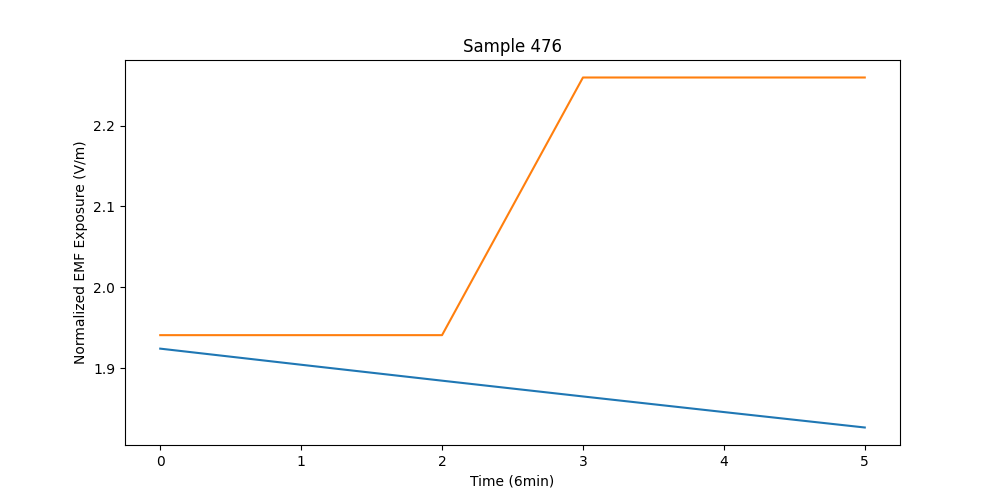 Sample 476
Normalized EMF Exposure (V/m)
2.2
2.1
2.0
1.9
0 1 2 3 4 5
Time (6min)